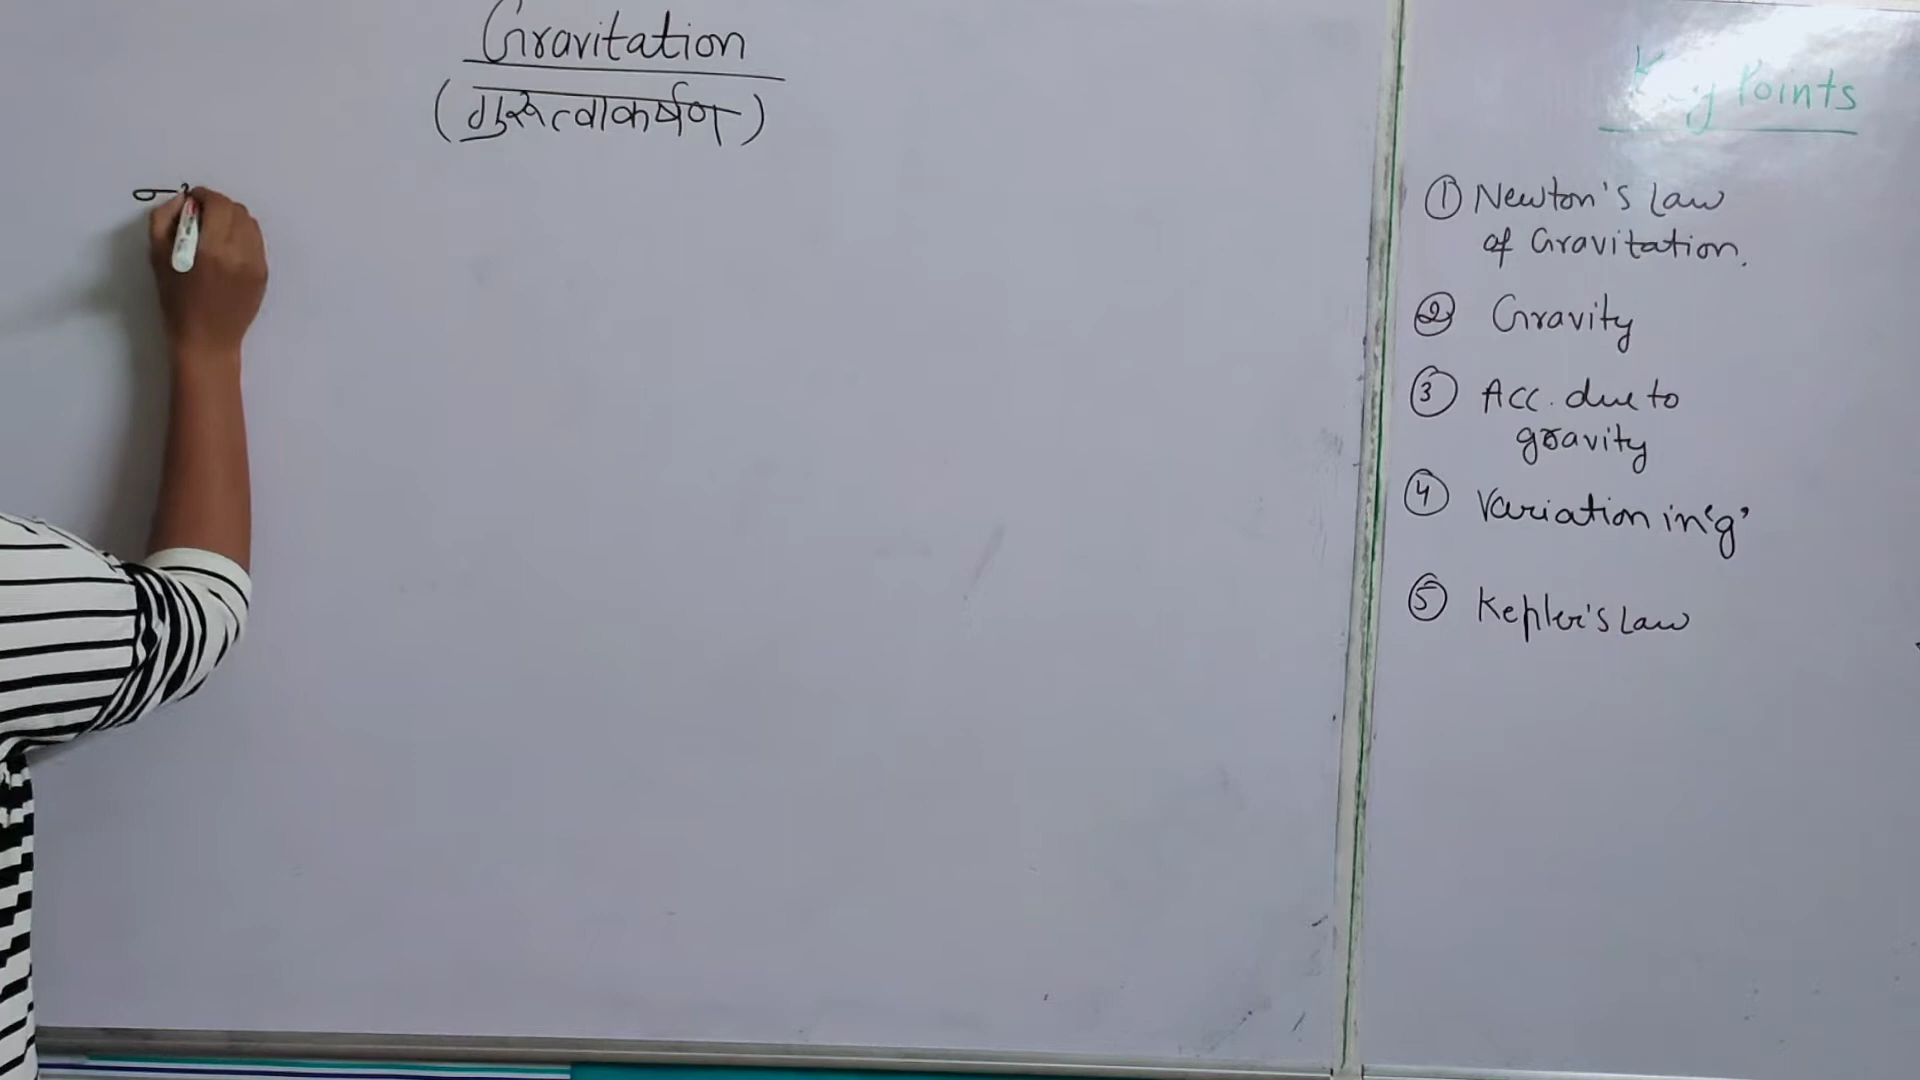 Gravitation
(गुरूत्वाकर्षण)
Key Points
① Newton's Law
of Gravitation.
② Gravity
③ Acc. due to
gravity
④ Variation in 'g'
⑤ Kepler's Law